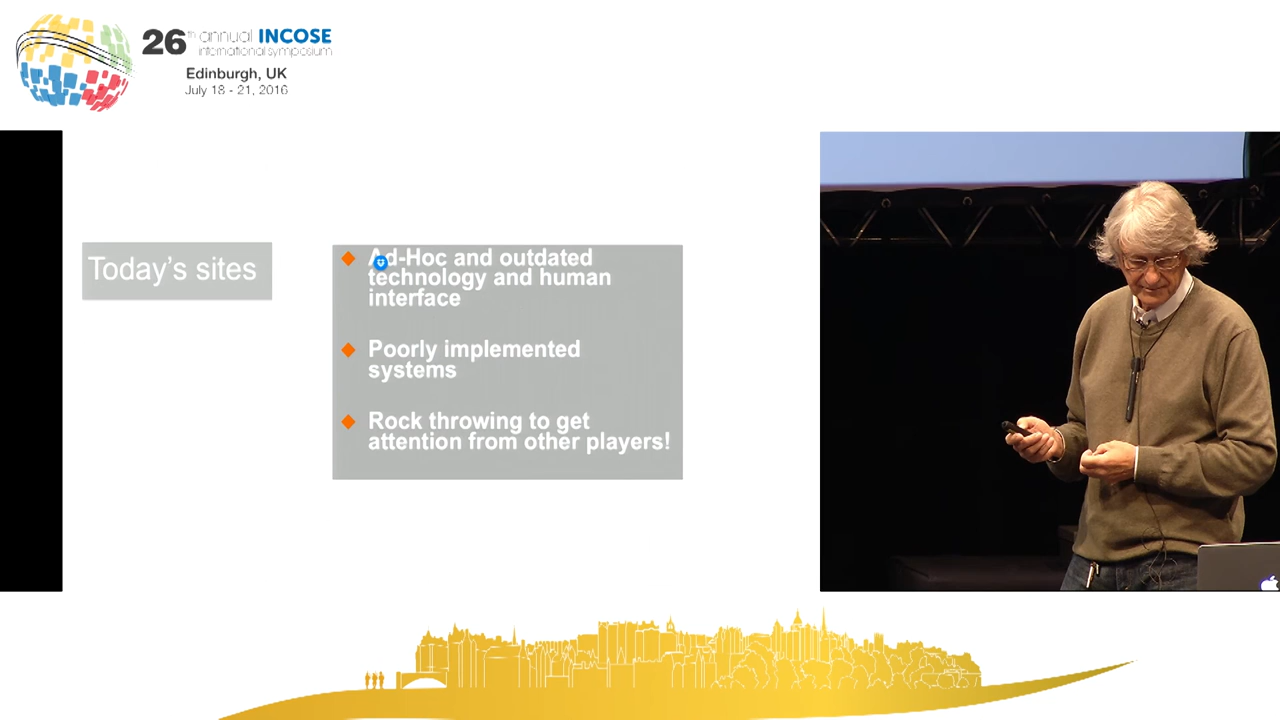 26th annual INCOSE
international symposium
Edinburgh, UK
July 18 - 21, 2016
Today's sites
Ad-Hoc and outdated
technology and human
interface
Poorly implemented
systems
Rock throwing to get
attention from other players!